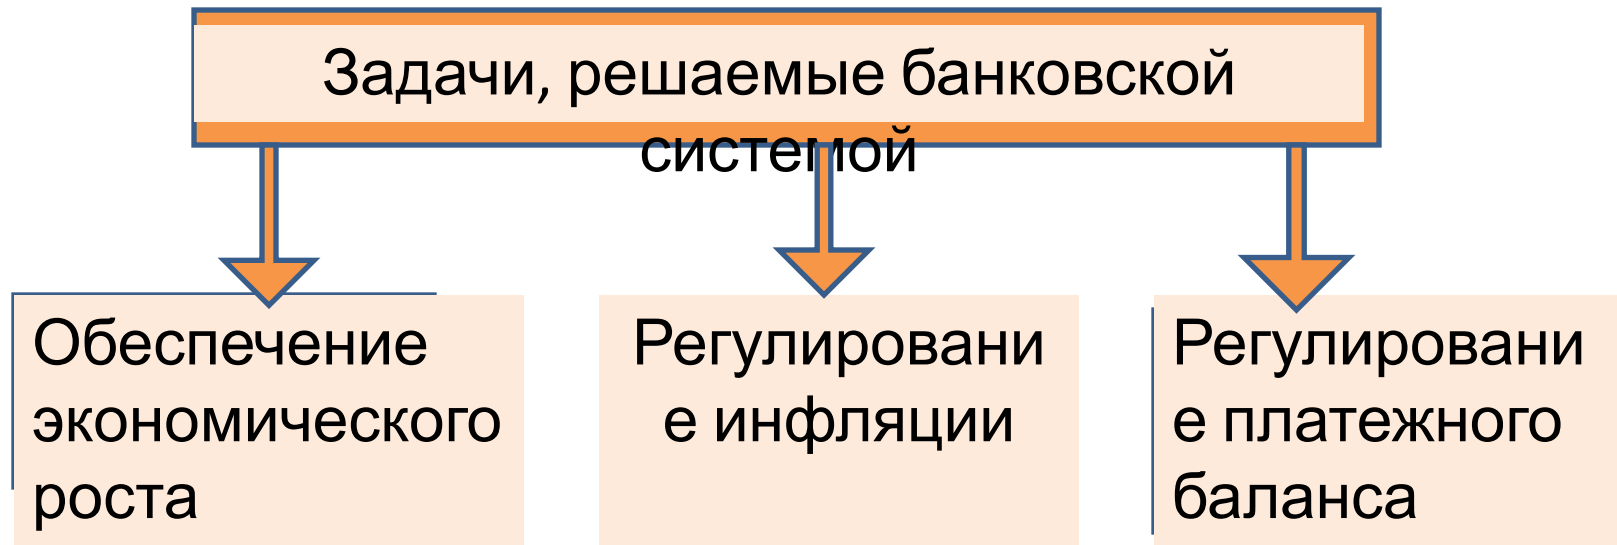 Задачи, решаемые банковской
системой
Обеспечение
экономического
роста
Регулировани
е инфляции
Регулировани
е платежного
баланса